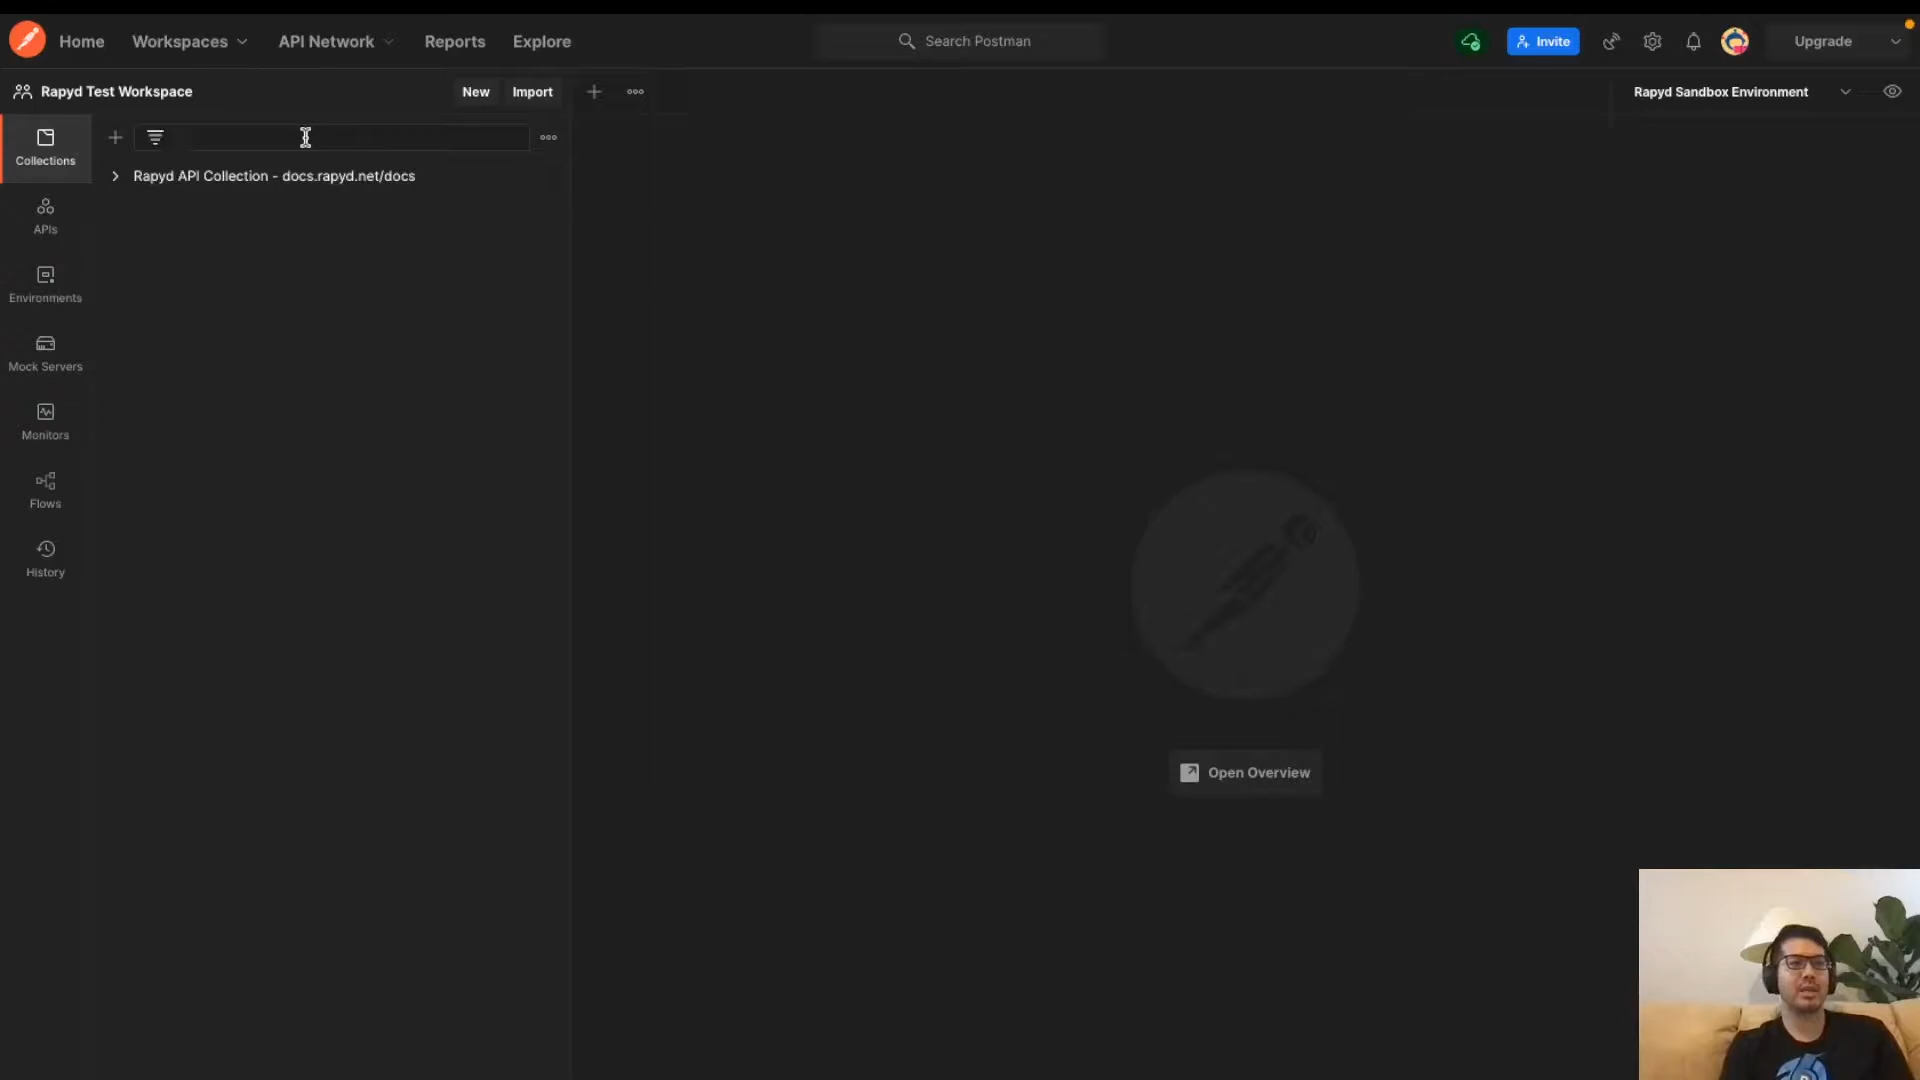 Home
Workspaces
API Network
Reports
Explore
Search Postman
Invite
Upgrade
Rapyd Test Workspace
New
Import
Rapyd Sandbox Environment
Collections
Rapyd API Collection - docs.rapyd.net/docs
APIs
Environments
Mock Servers
Monitors
Flows
History
Open Overview